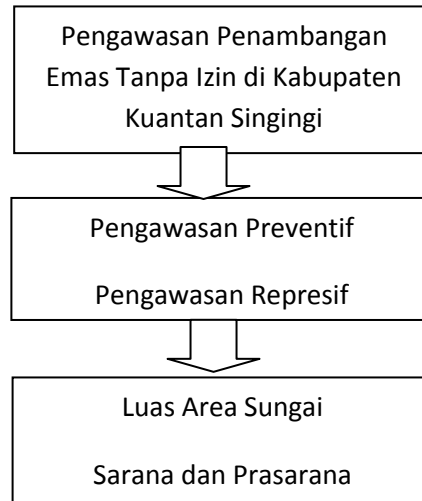 Pengawasan Penambangan
Emas Tanpa Izin di Kabupaten
Kuantan Singingi
Pengawasan Preventif
Pengawasan Represif
Luas Area Sungai
Sarana dan Prasarana